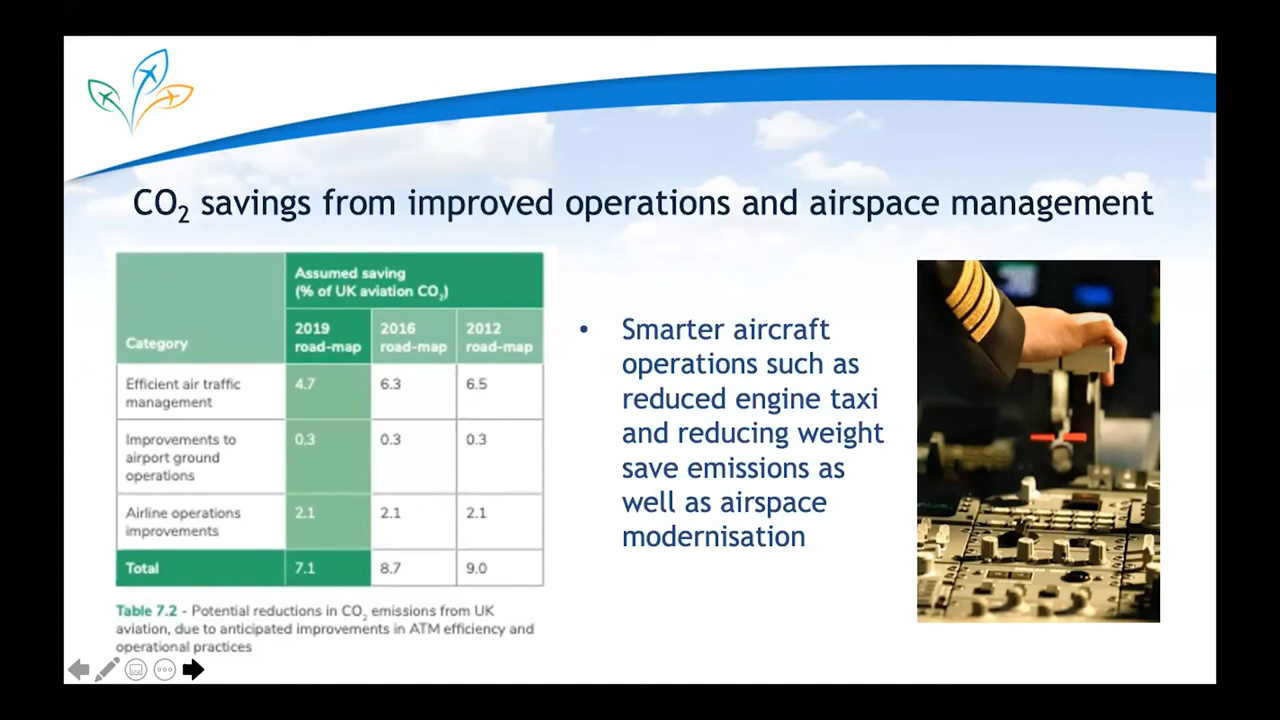 CO₂ savings from improved operations and airspace management
Assumed saving
(% of UK aviation CO₂)
Category
2019
road-map
2016
road-map
2012
road-map
Efficient air traffic
management
4.7
6.3
6.5
Improvements to
airport ground
operations
0.3
0.3
0.3
Airline operations
improvements
2.1
2.1
2.1
Total
7.1
8.7
9.0
Table 7.2 - Potential reductions in CO₂ emissions from UK
aviation, due to anticipated improvements in ATM efficiency and
operational practices
• Smarter aircraft
operations such as
reduced engine taxi
and reducing weight
save emissions as
well as airspace
modernisation